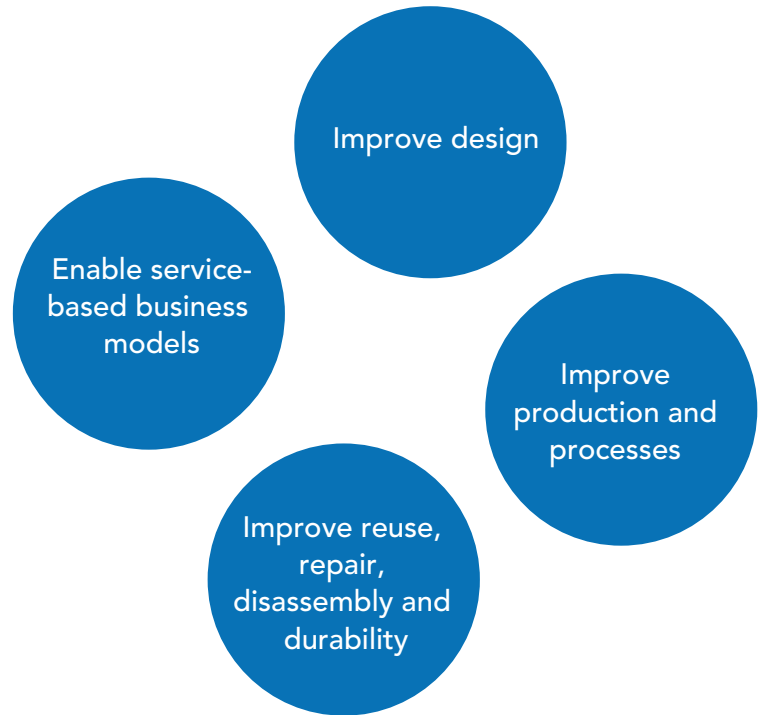 Improve design
Enable service-
based business
models
Improve
production and
processes
Improve reuse,
repair,
disassembly and
durability